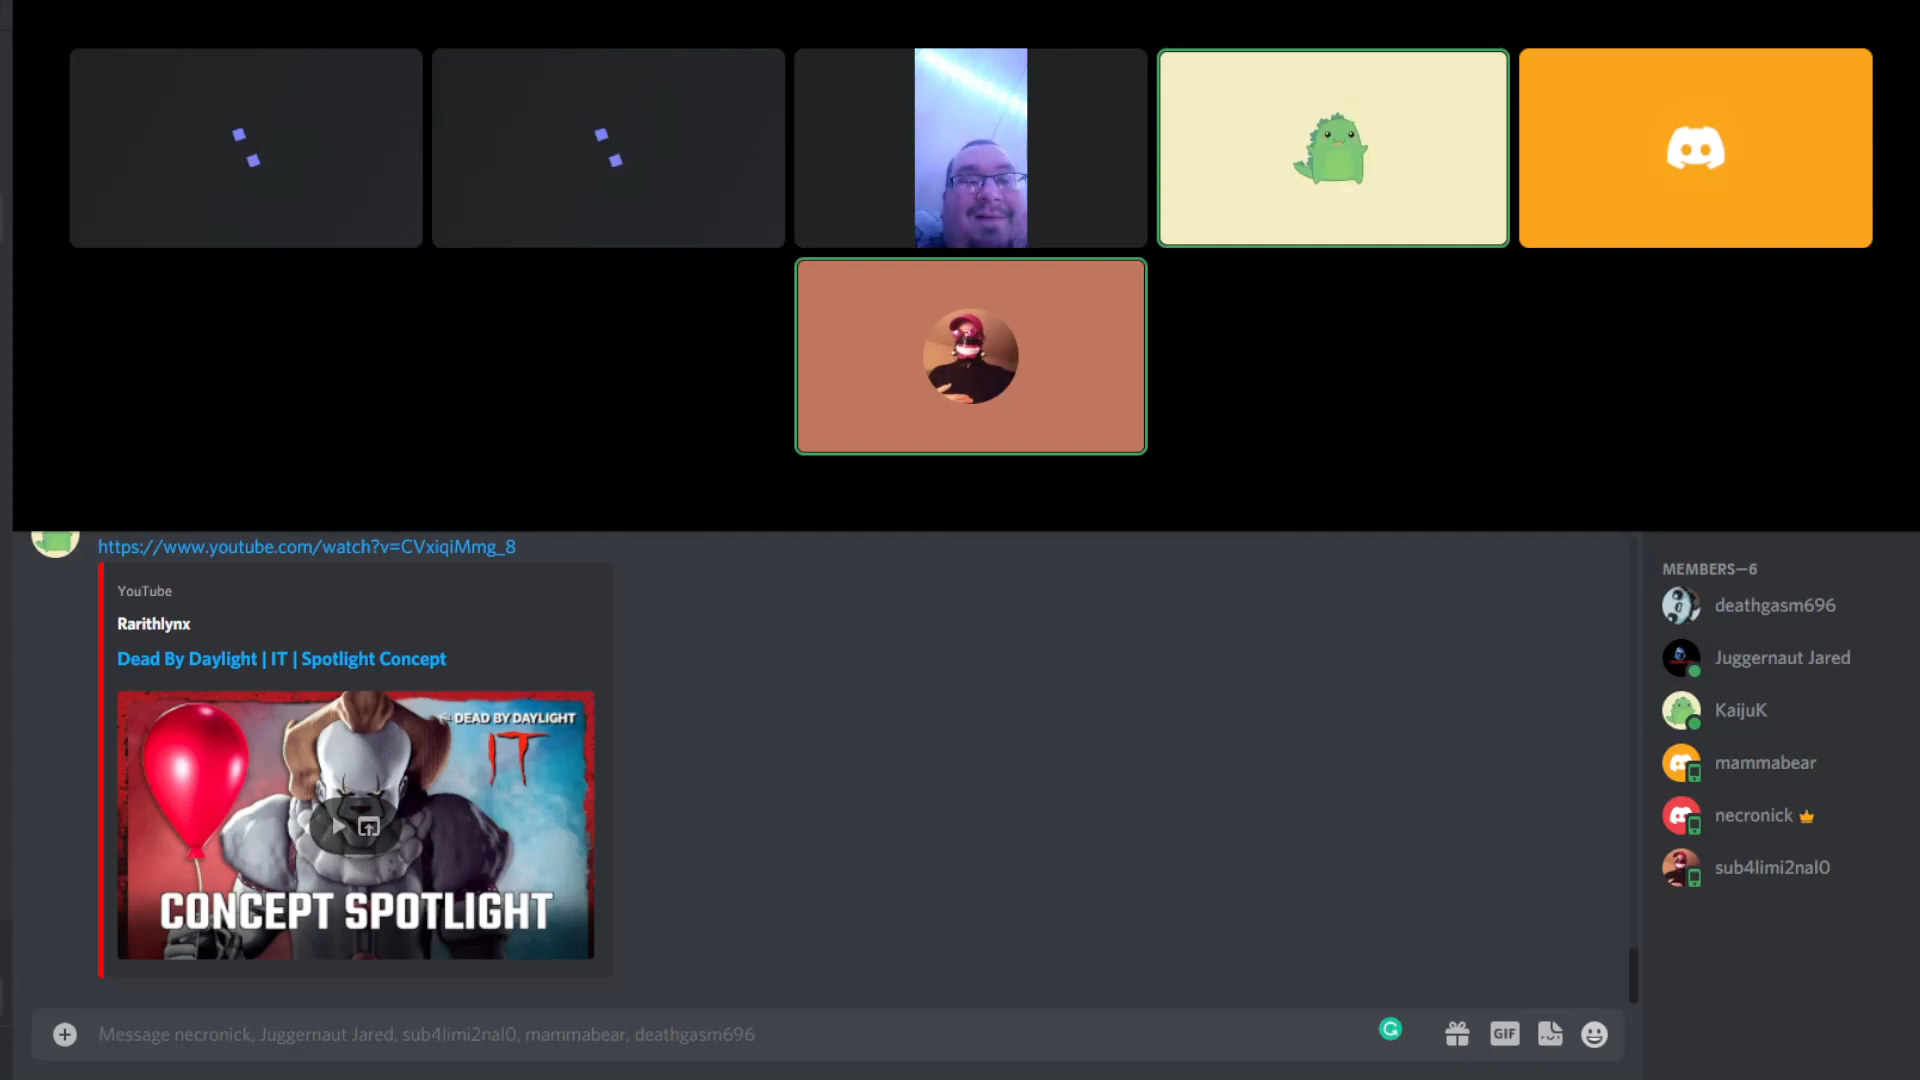 https://www.youtube.com/watch?v=CVxiqiMmg_8
YouTube
Rarithlynx
Dead By Daylight | IT | Spotlight Concept
DEAD BY DAYLIGHT
IT
CONCEPT SPOTLIGHT
Message necronick, Juggernaut Jared, sub4limi2nal0, mammabear, deathgasm696
GIF
MEMBERS—6
deathgasm696
Juggernaut Jared
KaijuK
mammabear
necronick
sub4limi2nal0